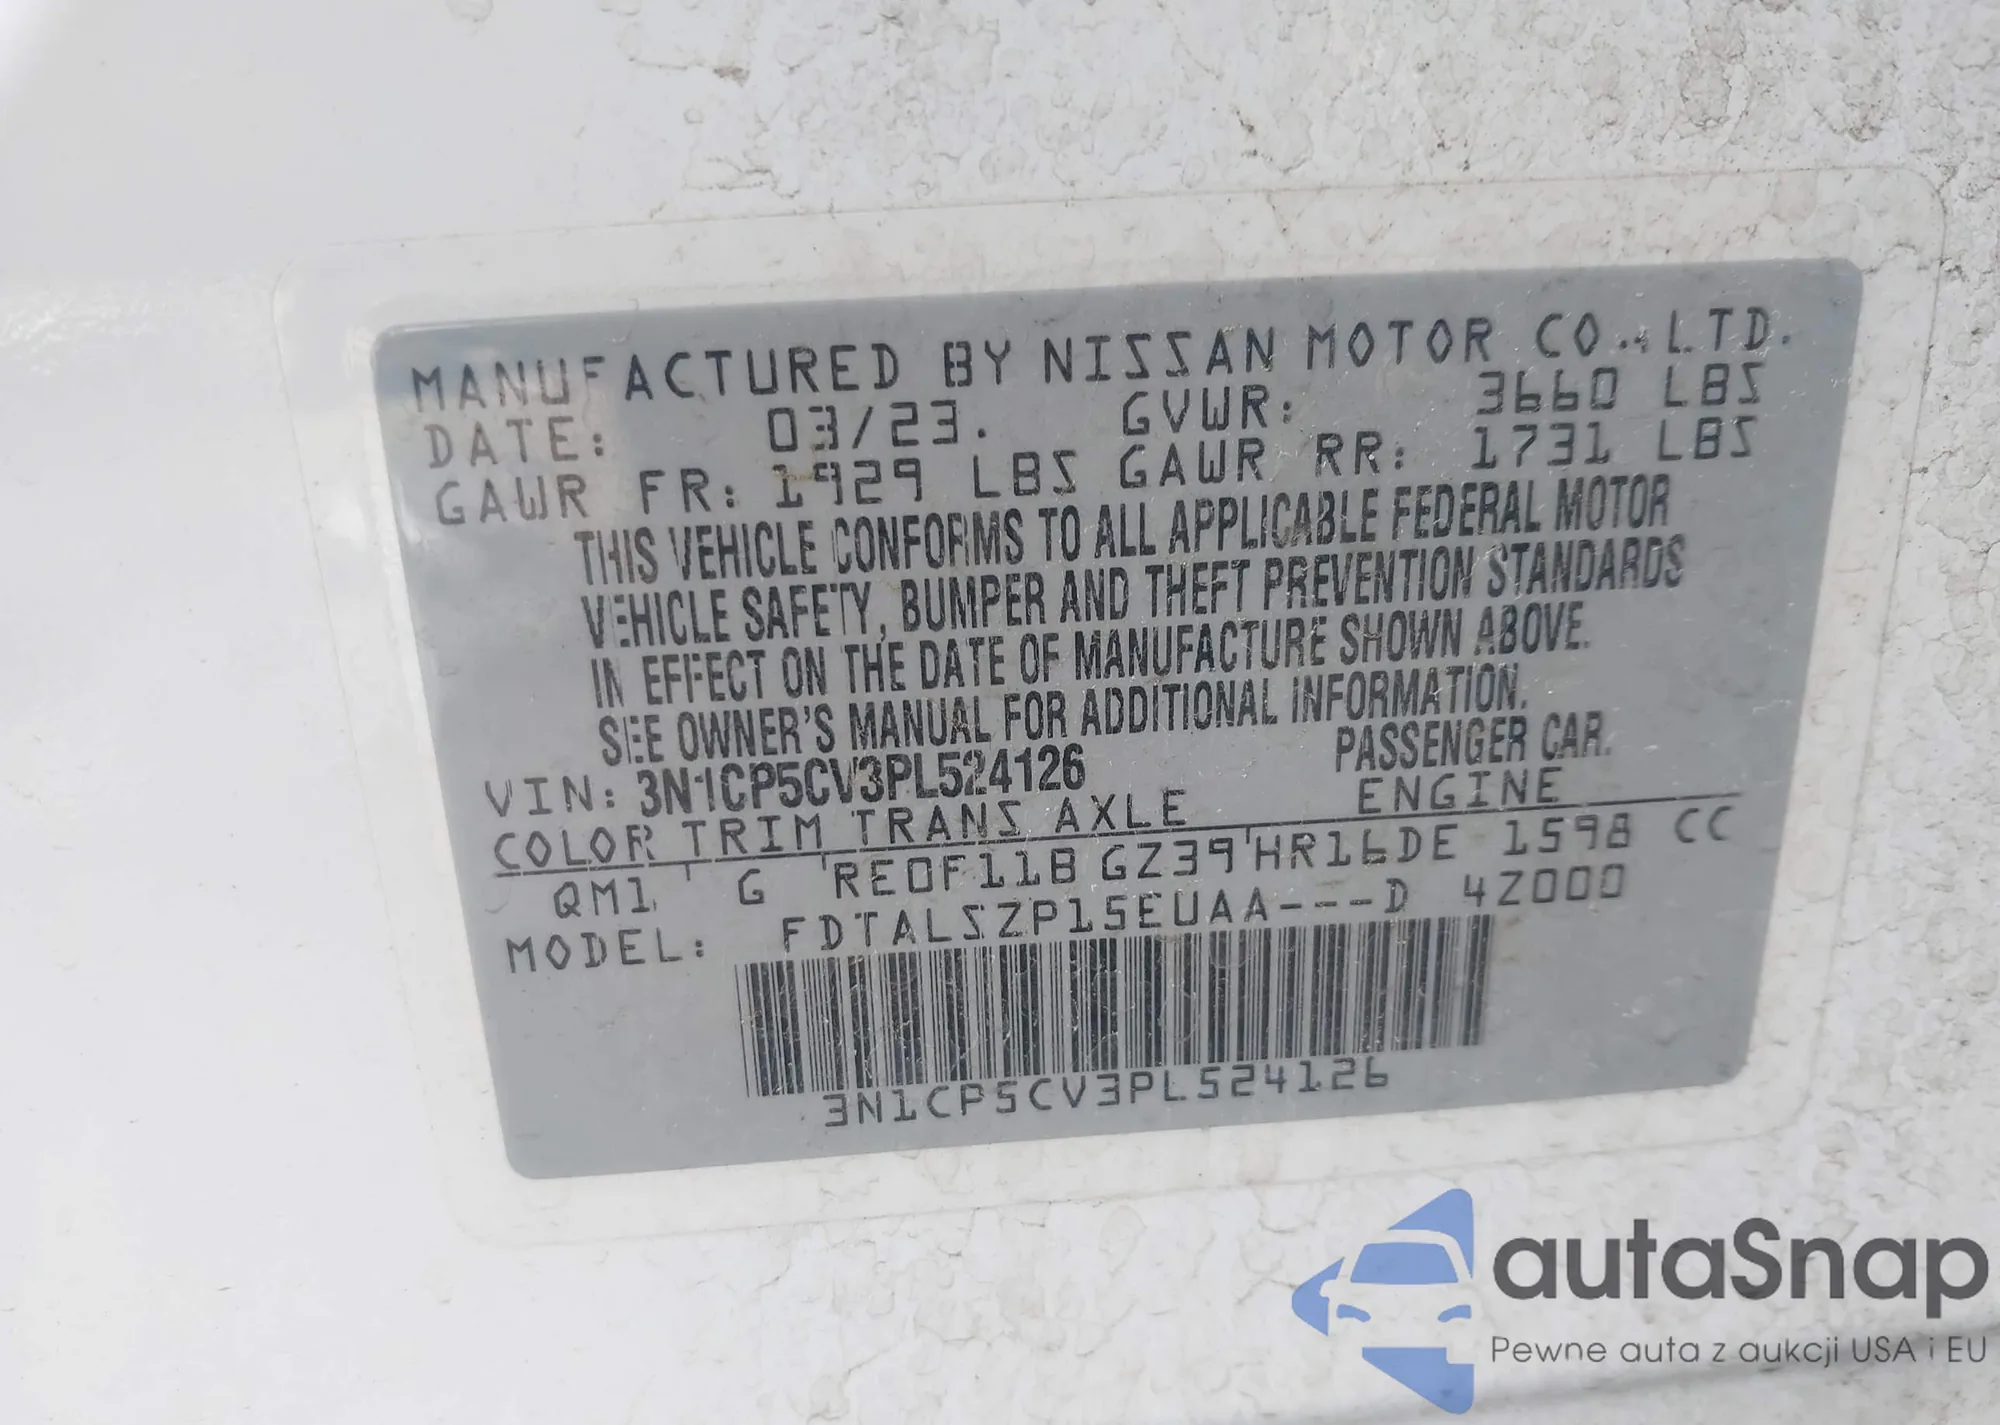 MANUFACTURED BY NISSAN MOTOR CO., LTD.
DATE: 03/23. GVWR: 3660 LBS
GAWR FR: 1929 LBS GAWR RR: 1731 LBS
THIS VEHICLE CONFORMS TO ALL APPLICABLE FEDERAL MOTOR
VEHICLE SAFETY, BUMPER AND THEFT PREVENTION STANDARDS
IN EFFECT ON THE DATE OF MANUFACTURE SHOWN ABOVE.
SEE OWNER'S MANUAL FOR ADDITIONAL INFORMATION.
VIN: 3N1CP5CV3PL524126 PASSENGER CAR.
COLOR TRIM TRANS AXLE ENGINE
QM1 G RE0F11B GZ39 HR16DE 1598 CC
MODEL: FDTALSZP15EUAA---D 4Z000
3N1CP5CV3PL524126
autaSnap
Pewne auta z aukcji USA i EU